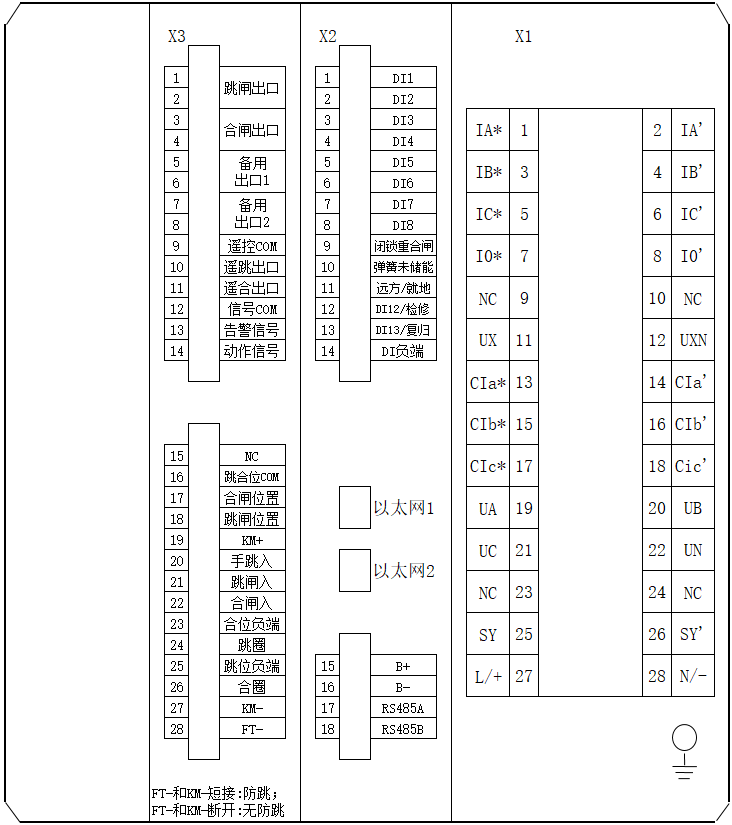 X3
1
2
跳闸出口
3
4
合闸出口
5
6
备用
出口1
7
8
备用
出口2
9 遥控COM
10 遥跳出口
11 遥合出口
12 信号COM
13 告警信号
14 动作信号
15 NC
16 跳合位COM
17 合闸位置
18 跳闸位置
19 KM+
20 手跳入
21 跳闸入
22 合闸入
23 合位负端
24 跳圈
25 跳位负端
26 合圈
27 KM-
28 FT-
FT-和KM-短接:防跳;
FT-和KM-断开:无防跳
X2
1 DI1
2 DI2
3 DI3
4 DI4
5 DI5
6 DI6
7 DI7
8 DI8
9 闭锁重合闸
10 弹簧未储能
11 远方/就地
12 DI12/检修
13 DI13/复归
14 DI负端
以太网1
以太网2
15 B+
16 B-
17 RS485A
18 RS485B
X1
IA* 1 2 IA'
IB* 3 4 IB'
IC* 5 6 IC'
I0* 7 8 I0'
NC 9 10 NC
UX 11 12 UXN
CIa* 13 14 CIa'
CIb* 15 16 CIb'
CIc* 17 18 Cic'
UA 19 20 UB
UC 21 22 UN
NC 23 24 NC
SY 25 26 SY'
L/+ 27 28 N/-